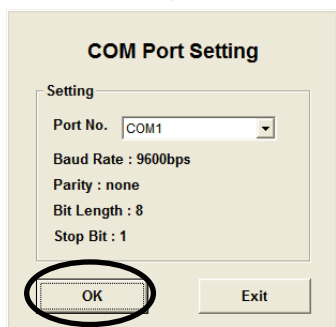 COM Port Setting
Setting
Port No. COM1
Baud Rate : 9600bps
Parity : none
Bit Length : 8
Stop Bit : 1
OK Exit